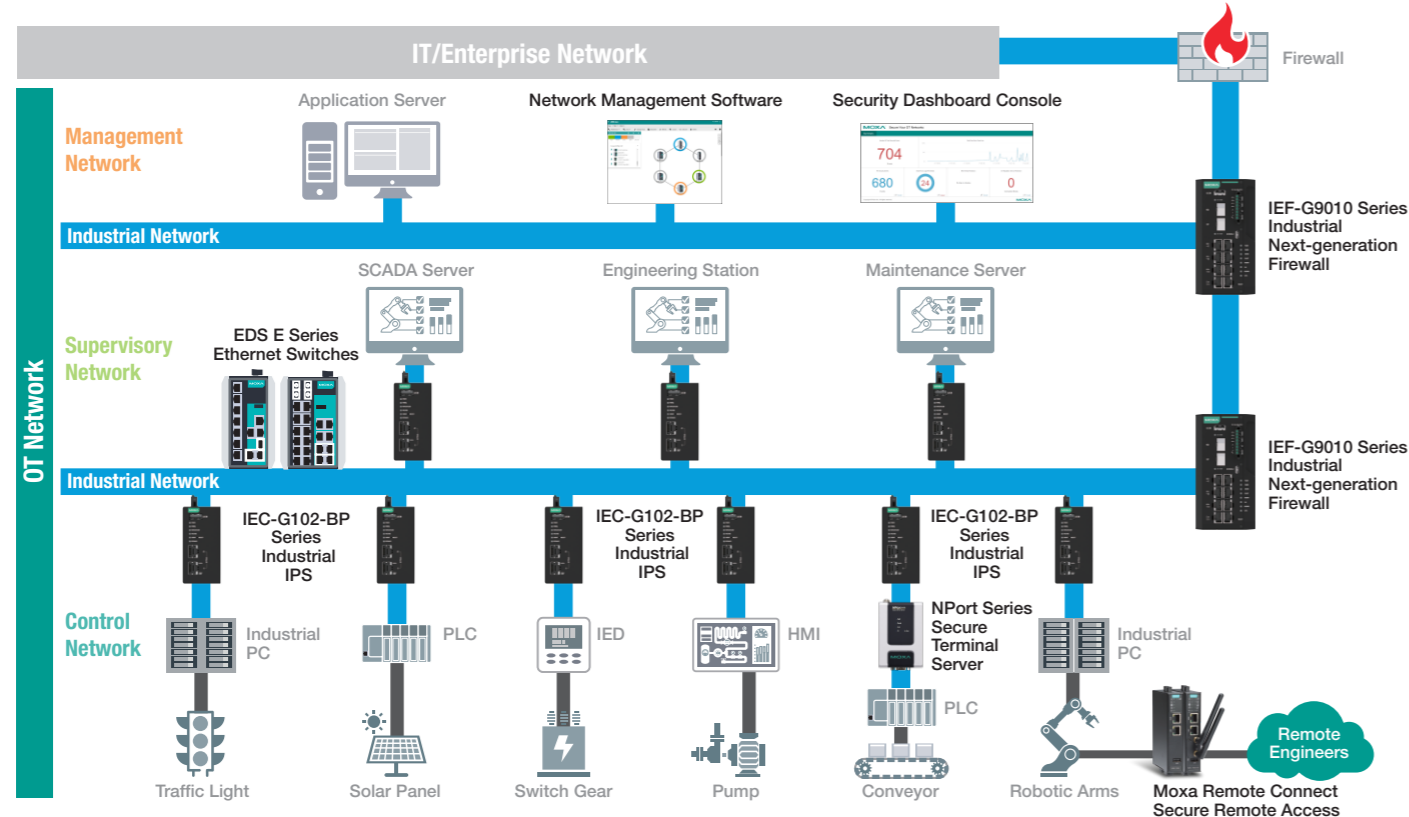 IT/Enterprise Network
Firewall
OT Network
Management
Network
Application Server
Network Management Software
Security Dashboard Console
MOXA
704
680
24
0
Industrial Network
IEF-G9010 Series
Industrial
Next-generation
Firewall
Supervisory
Network
SCADA Server
Engineering Station
Maintenance Server
EDS E Series
Ethernet Switches
MOXA
MOXA
Industrial Network
IEF-G9010 Series
Industrial
Next-generation
Firewall
IEC-G102-BP
Series
Industrial
IPS
IEC-G102-BP
Series
Industrial
IPS
IEC-G102-BP
Series
Industrial
IPS
Control
Network
Industrial
PC
PLC
IED
HMI
NPort Series
Secure
Terminal
Server
MOXA
Industrial
PC
PLC
Remote
Engineers
Traffic Light
Solar Panel
Switch Gear
Pump
Conveyor
Robotic Arms
Moxa Remote Connect
Secure Remote Access